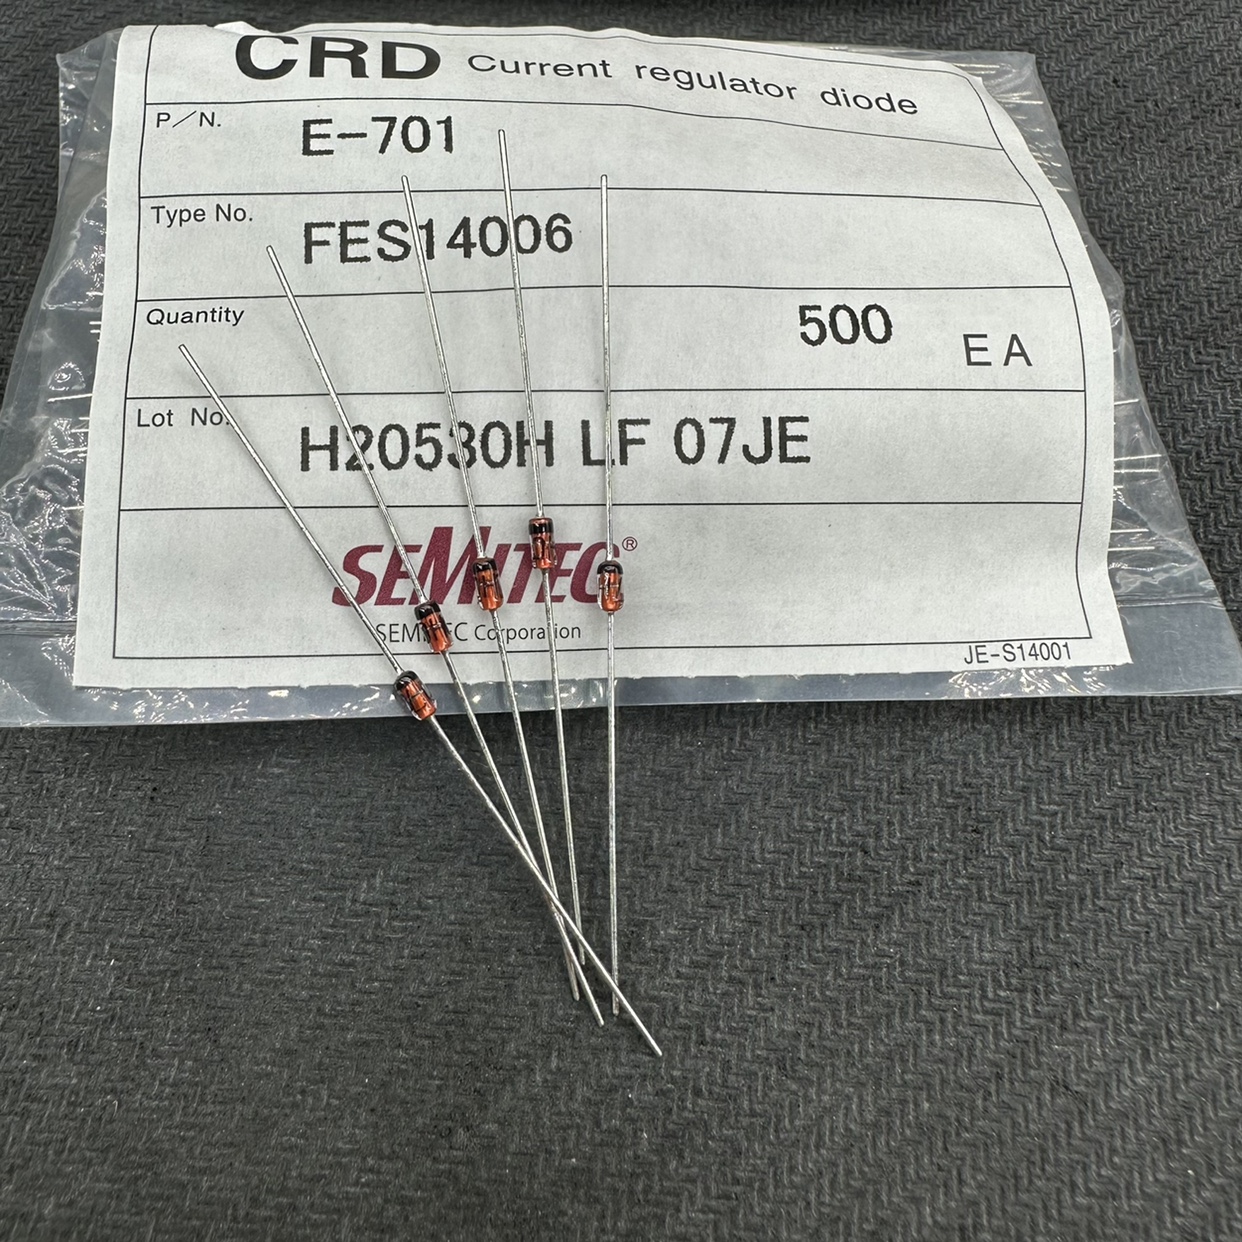 CRD Current regulator diode
P/N. E-701
Type No. FES14006
Quantity 500 EA
Lot No. H20530H LF 07JE
SEMITEC®
SEMITEC Corporation
JE-S14001